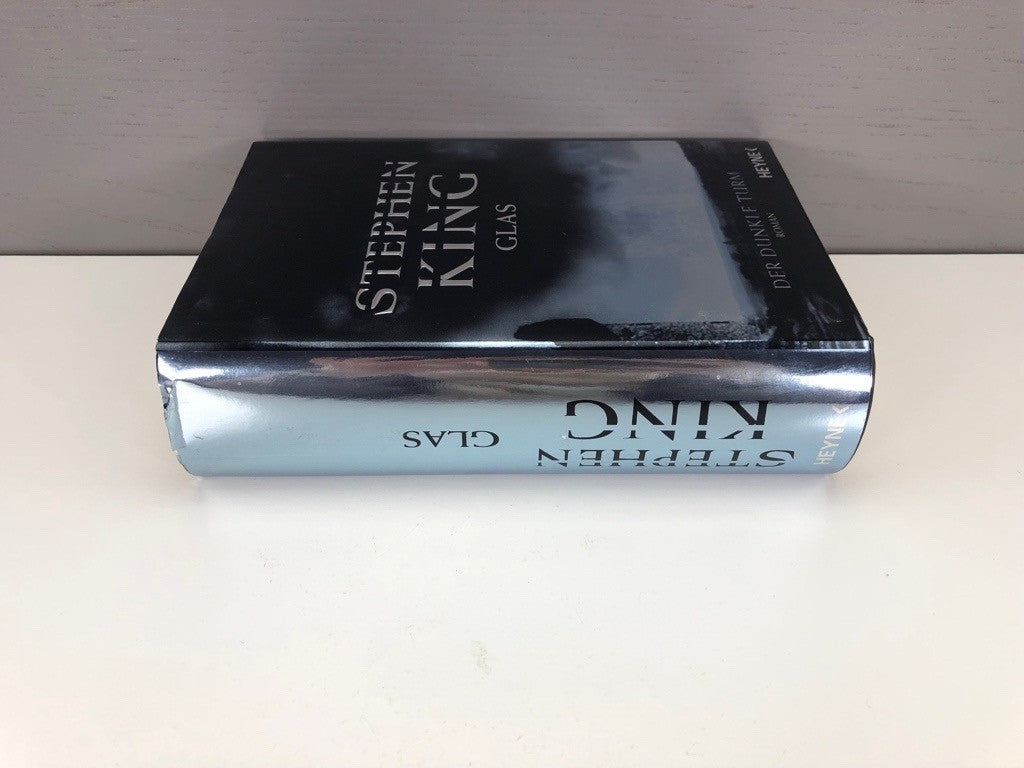 STEPHEN
KING
GLAS
DER DUNKLE TURM
ROMAN
HEYNE
STEPHEN
KING
GLAS
HEYNE